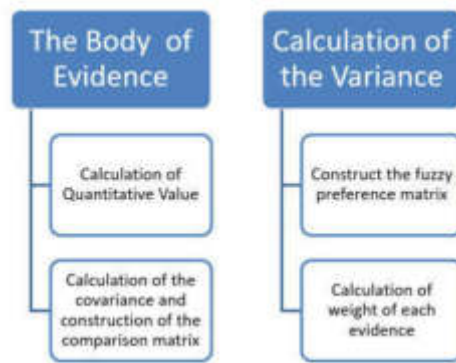 The Body of
Evidence
Calculation of
Quantitative Value
Calculation of the
covariance and
construction of the
comparison matrix
Calculation of
the Variance
Construct the fuzzy
preference matrix
Calculation of
weight of each
evidence